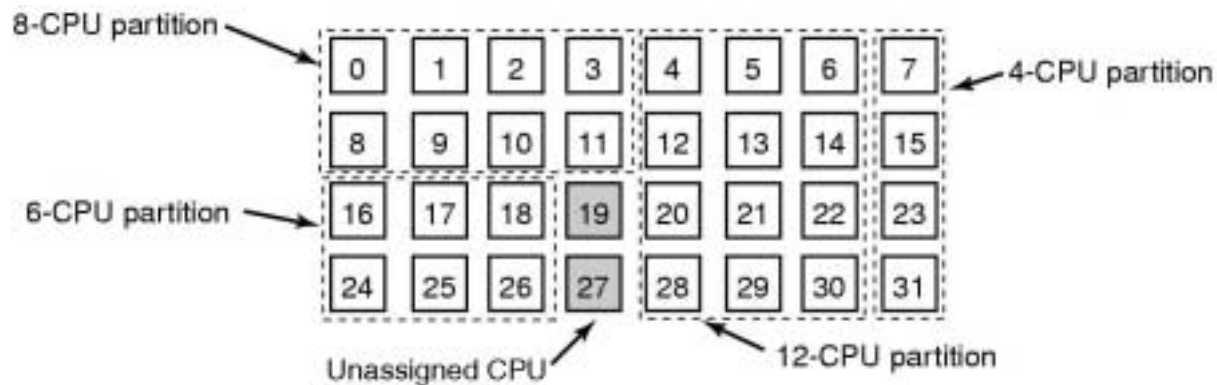 8-CPU partition
0 1 2 3 4 5 6 7
4-CPU partition
8 9 10 11 12 13 14 15
6-CPU partition
16 17 18 19 20 21 22 23
24 25 26 27 28 29 30 31
Unassigned CPU
12-CPU partition